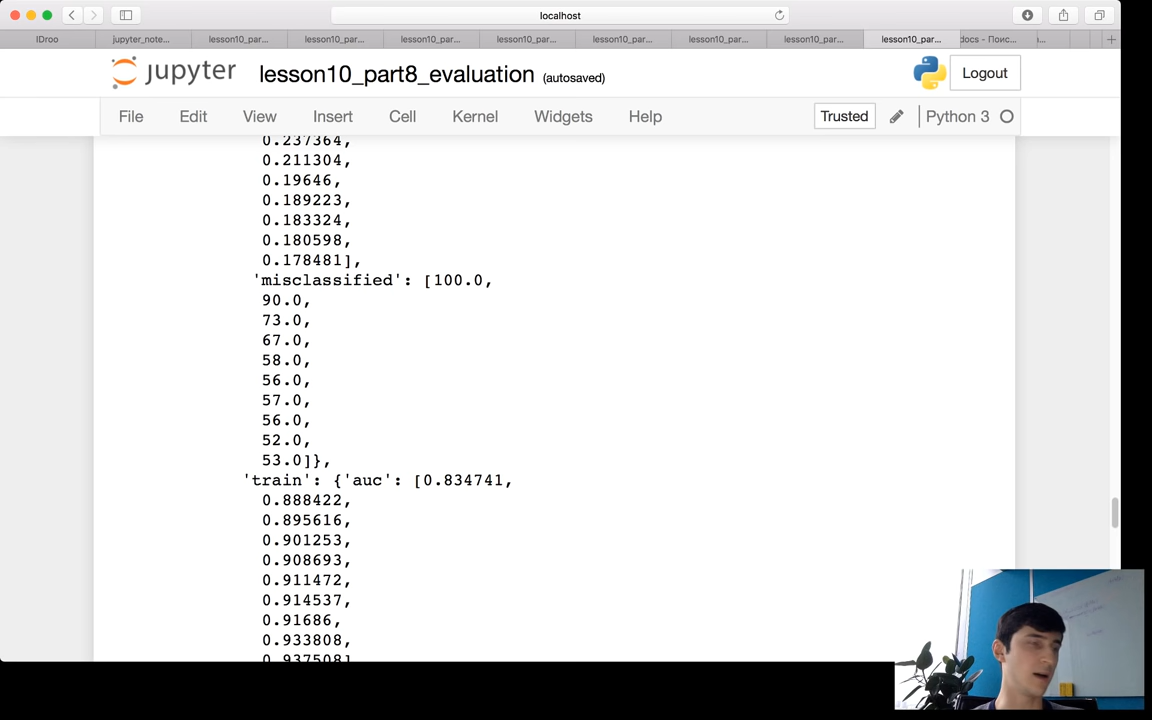 localhost
IDroo
jupyter_note...
lesson10_par...
lesson10_par...
lesson10_par...
lesson10_par...
lesson10_par...
lesson10_par...
lesson10_par...
lesson10_par...
docs - Поис...
jupyter
lesson10_part8_evaluation (autosaved)
Logout
File Edit View Insert Cell Kernel Widgets Help
Trusted
Python 3
0.237364,
0.211304,
0.19646,
0.189223,
0.183324,
0.180598,
0.178481],
'misclassified': [100.0,
90.0,
73.0,
67.0,
58.0,
56.0,
57.0,
56.0,
52.0,
53.0]},
'train': {'auc': [0.834741,
0.888422,
0.895616,
0.901253,
0.908693,
0.911472,
0.914537,
0.91686,
0.933808,
0.937508]